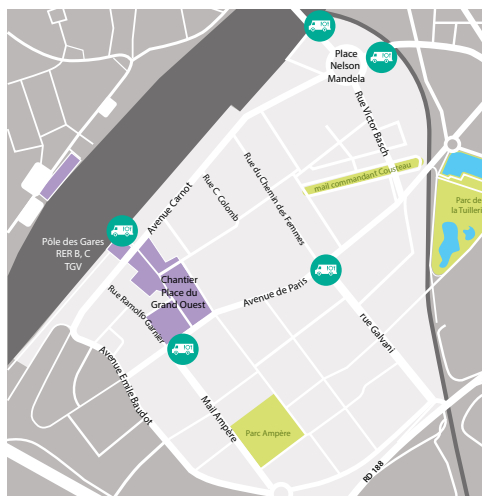 Place
Nelson
Mandela
Rue Victor Basch
mail commandant Cousteau
Rue du Chemin des Femmes
Rue C. Colomb
Avenue Carnot
Parc de
la Tuilleri
Pôle des Gares
RER B, C
TGV
Chantier
Place du
Grand Ouest
Avenue de Paris
Rue Ramolfo Garnier
rue Galvani
Avenue Emile Baudot
Mail Ampère
Parc Ampère
RD 188